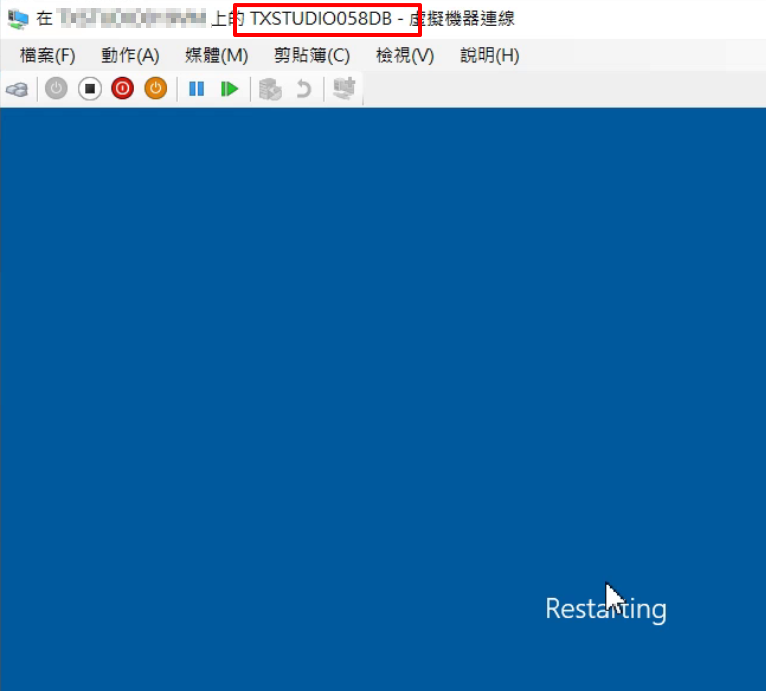 在 上的 TXSTUDIO058DB - 虛擬機器連線
檔案(F) 動作(A) 媒體(M) 剪貼簿(C) 檢視(V) 說明(H)
Restarting